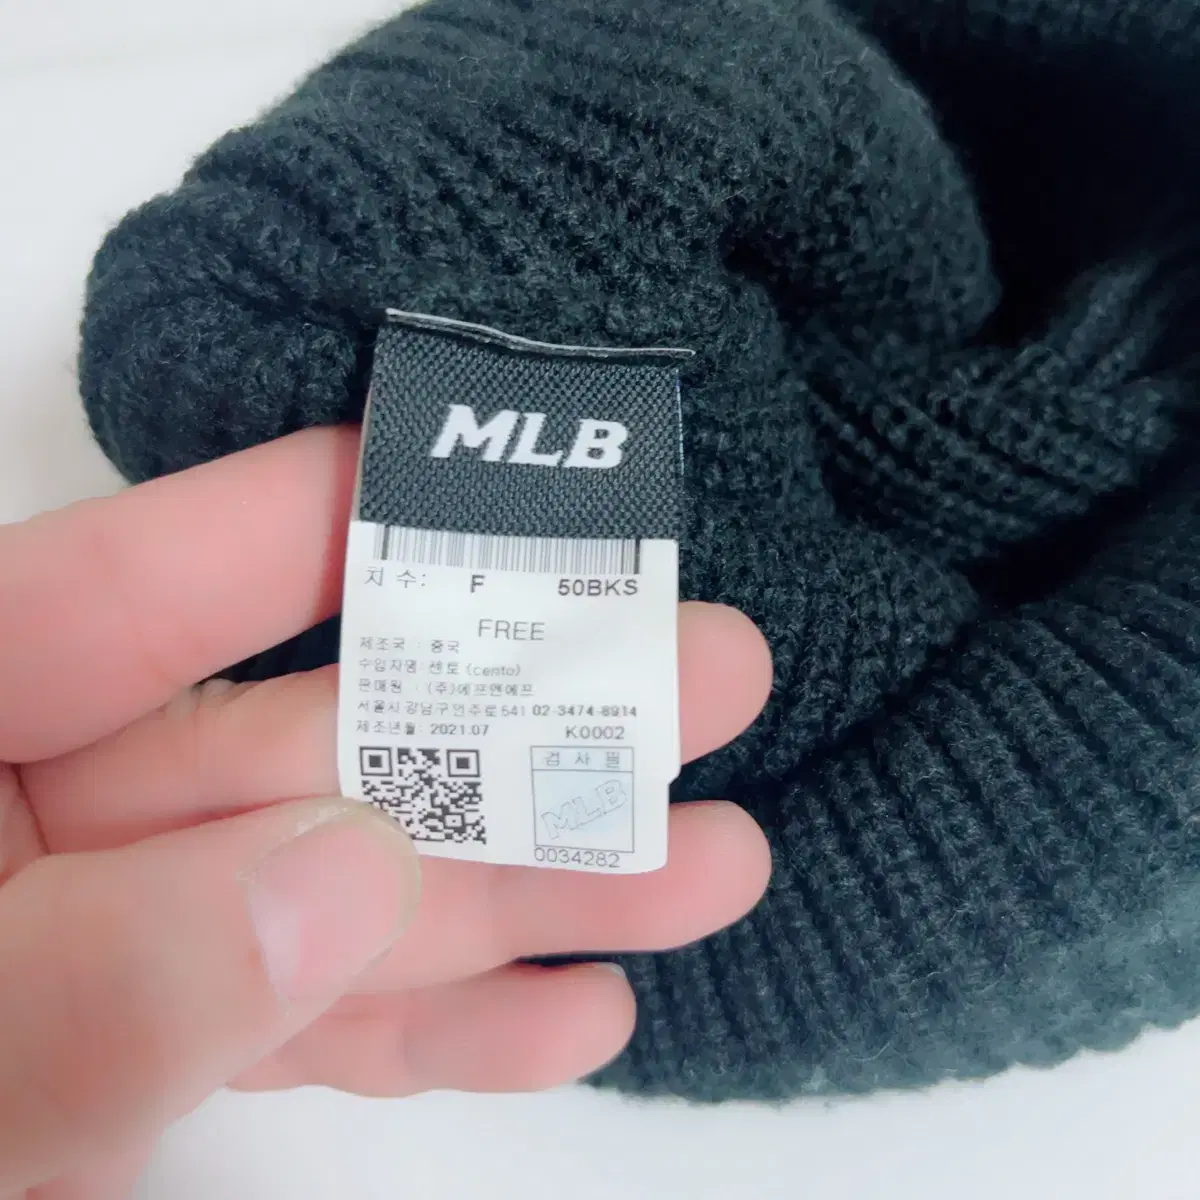 MLB
치 수: F 50BKS
FREE
제조국 : 중국
수입자명: 센토 (cento)
판매원 : (주)에프앤에프
서울시 강남구 언주로 541 02-3474-8914
제조년월: 2021.07 K0002
검 사 필
MLB
0034282